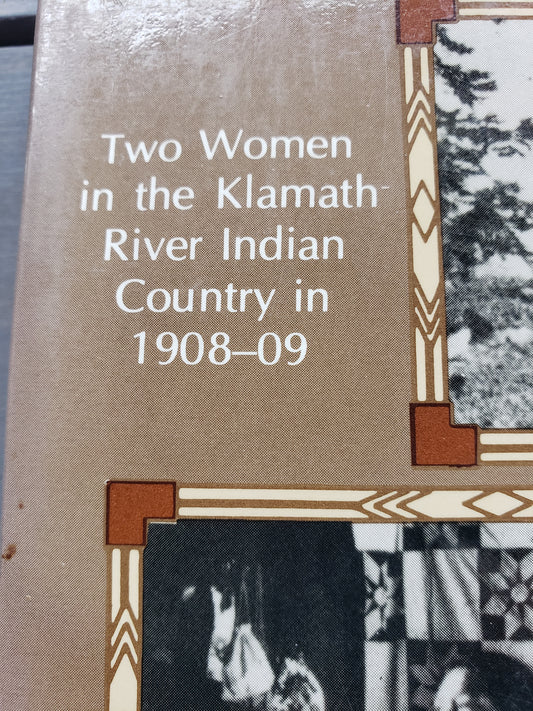 Two Women
in the Klamath
River Indian
Country in
1908–09